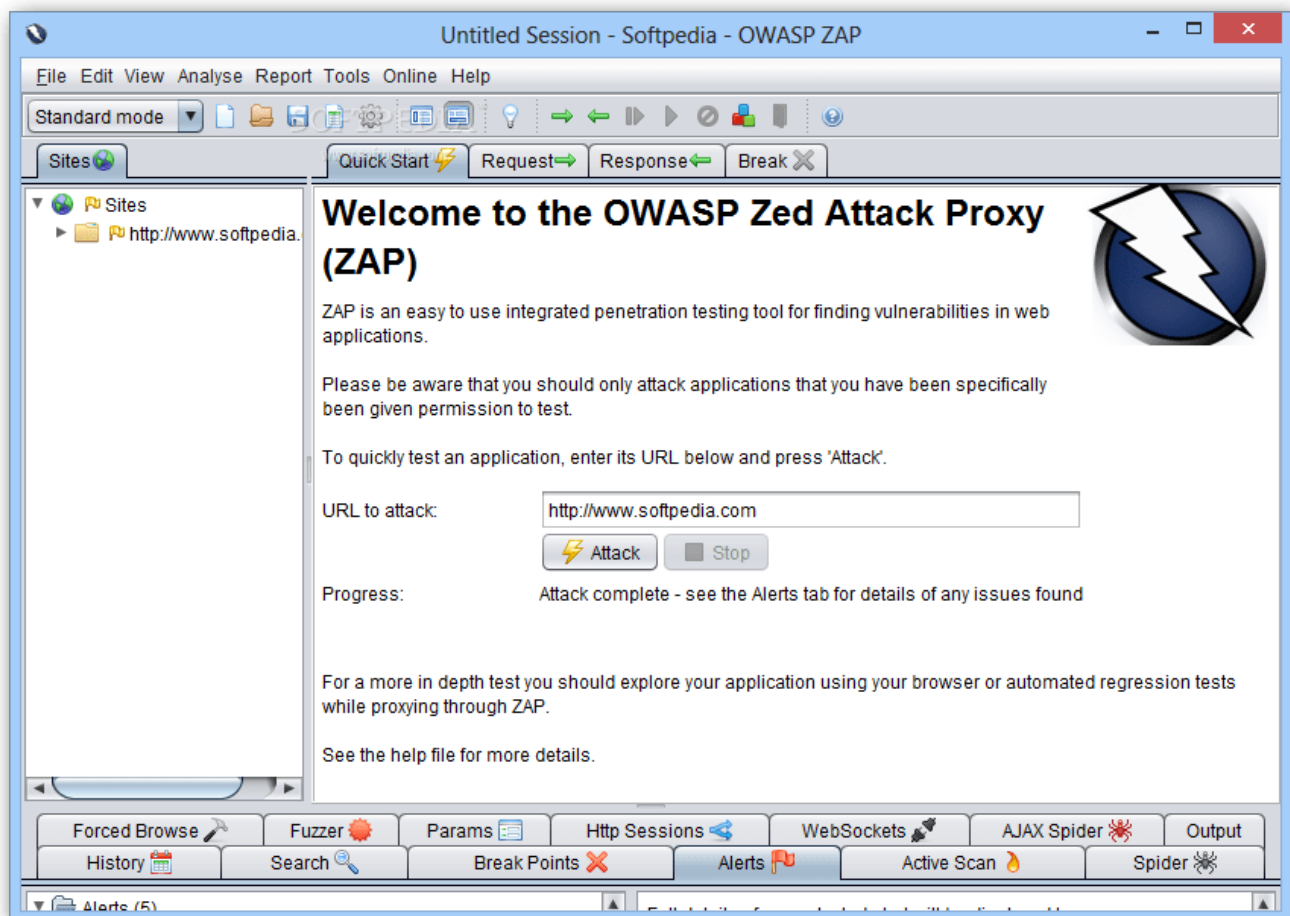 Untitled Session - Softpedia - OWASP ZAP
File Edit View Analyse Report Tools Online Help
Standard mode
Sites
Quick Start Request Response Break
Sites
http://www.softpedia.
Welcome to the OWASP Zed Attack Proxy
(ZAP)
ZAP is an easy to use integrated penetration testing tool for finding vulnerabilities in web
applications.
Please be aware that you should only attack applications that you have been specifically
been given permission to test.
To quickly test an application, enter its URL below and press 'Attack'.
URL to attack: http://www.softpedia.com
Attack Stop
Progress: Attack complete - see the Alerts tab for details of any issues found
For a more in depth test you should explore your application using your browser or automated regression tests
while proxying through ZAP.
See the help file for more details.
Forced Browse Fuzzer Params Http Sessions WebSockets AJAX Spider Output
History Search Break Points Alerts Active Scan Spider
Alerts (5)